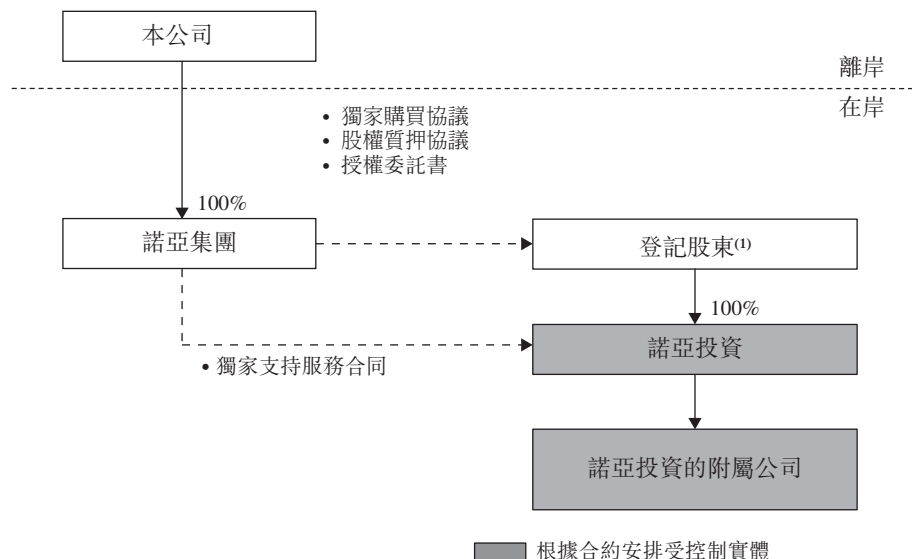 本公司
離岸
在岸
• 獨家購買協議
• 股權質押協議
• 授權委託書
100%
諾亞集團
登記股東(1)
100%
諾亞投資
• 獨家支持服務合同
諾亞投資的附屬公司
根據合約安排受控制實體